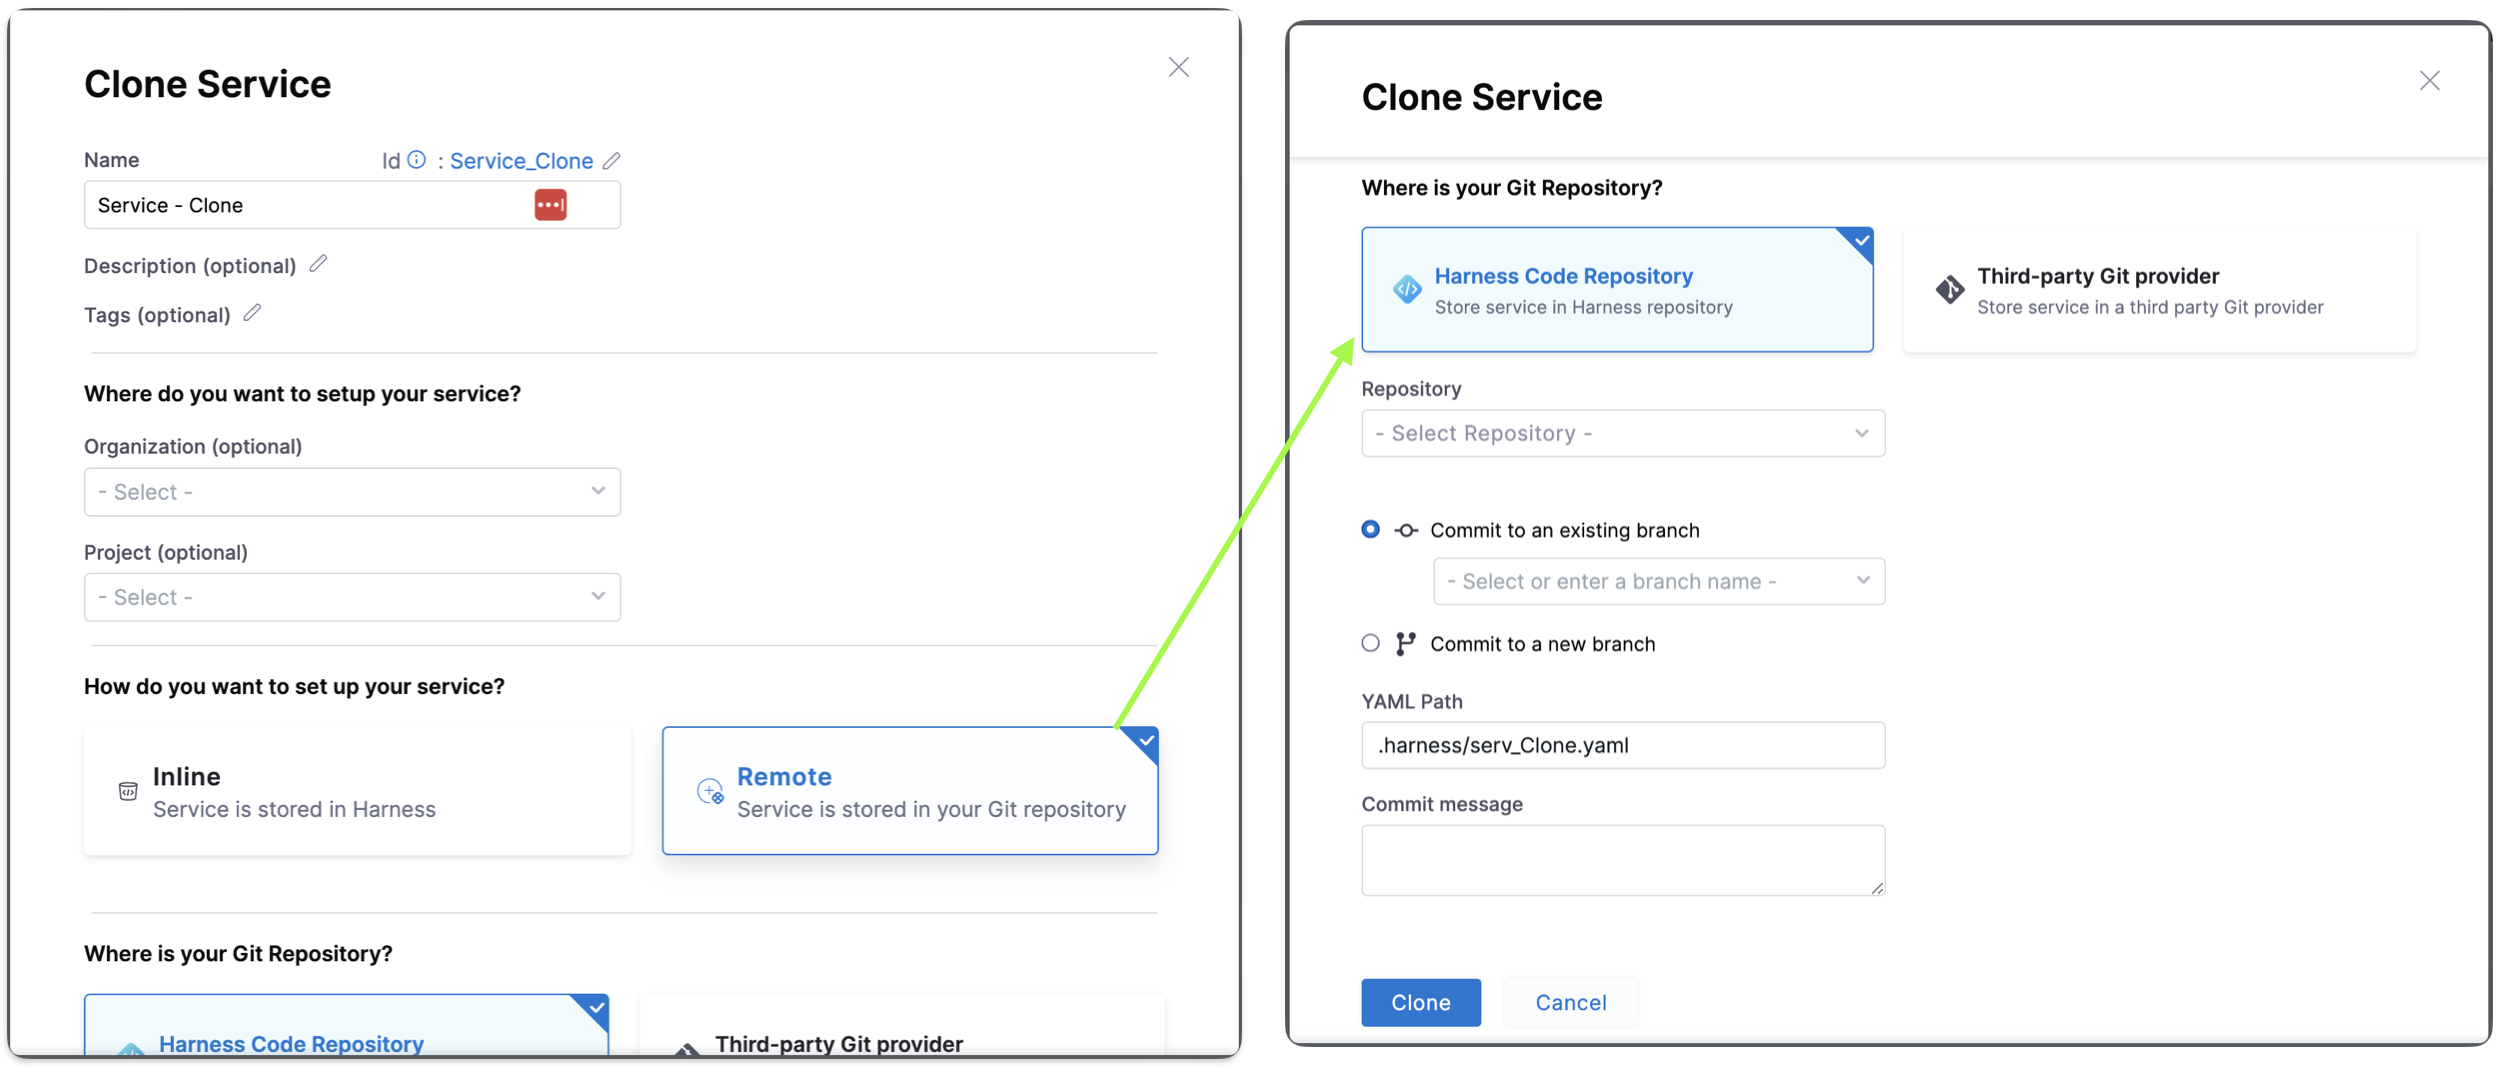 Clone Service
Name
Id : Service_Clone
Service - Clone
Description (optional)
Tags (optional)
Where do you want to setup your service?
Organization (optional)
- Select -
Project (optional)
- Select -
How do you want to set up your service?
Inline
Service is stored in Harness
Remote
Service is stored in your Git repository
Where is your Git Repository?
Harness Code Repository
Third-party Git provider
Clone Service
Where is your Git Repository?
Harness Code Repository
Store service in Harness repository
Third-party Git provider
Store service in a third party Git provider
Repository
- Select Repository -
Commit to an existing branch
- Select or enter a branch name -
Commit to a new branch
YAML Path
.harness/serv_Clone.yaml
Commit message
Clone
Cancel